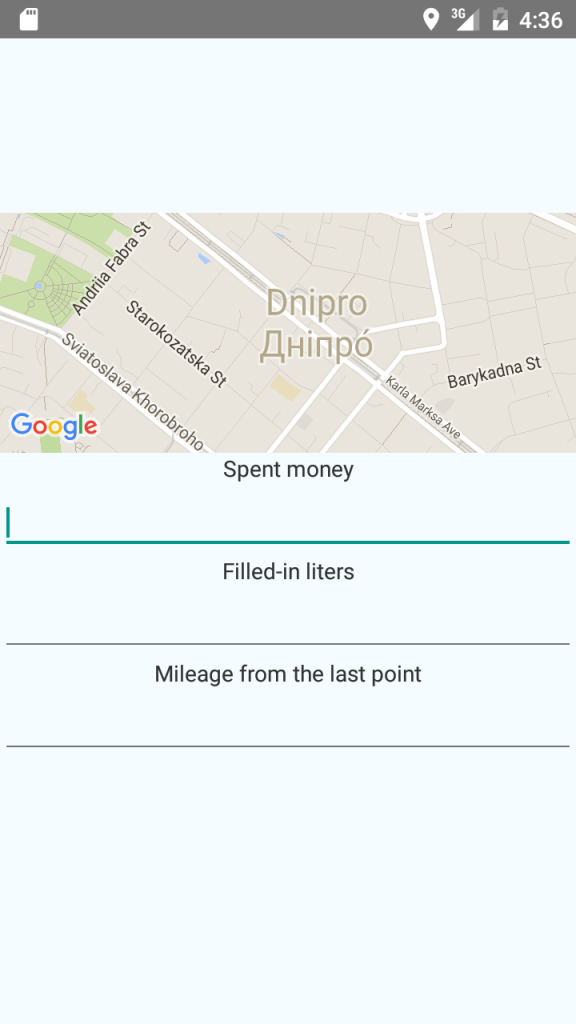 3G 4:36
Andriia Fabra St
Starokozatska St
Dnipro
Дніпро́
Sviatoslava Khorobroho
Barykadna St
Karla Marksa Ave
Google
Spent money
Filled-in liters
Mileage from the last point